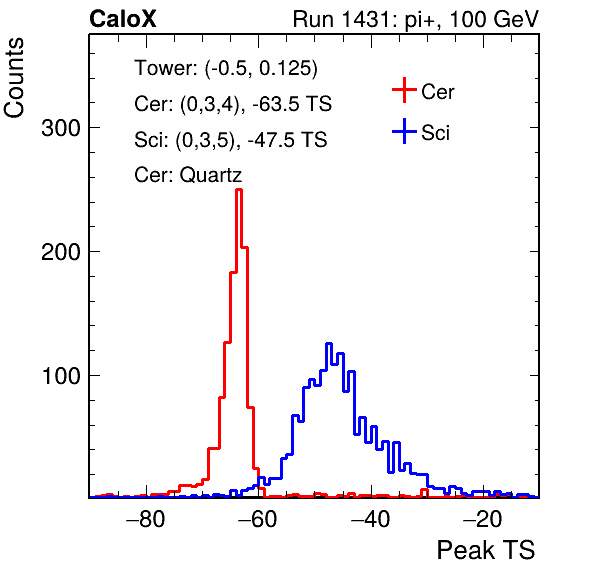 CaloX Run 1431: pi+, 100 GeV
Counts
Tower: (-0.5, 0.125)
Cer: (0,3,4), -63.5 TS
Sci: (0,3,5), -47.5 TS
Cer: Quartz
Cer
Sci
300
200
100
−80 −60 −40 −20
Peak TS